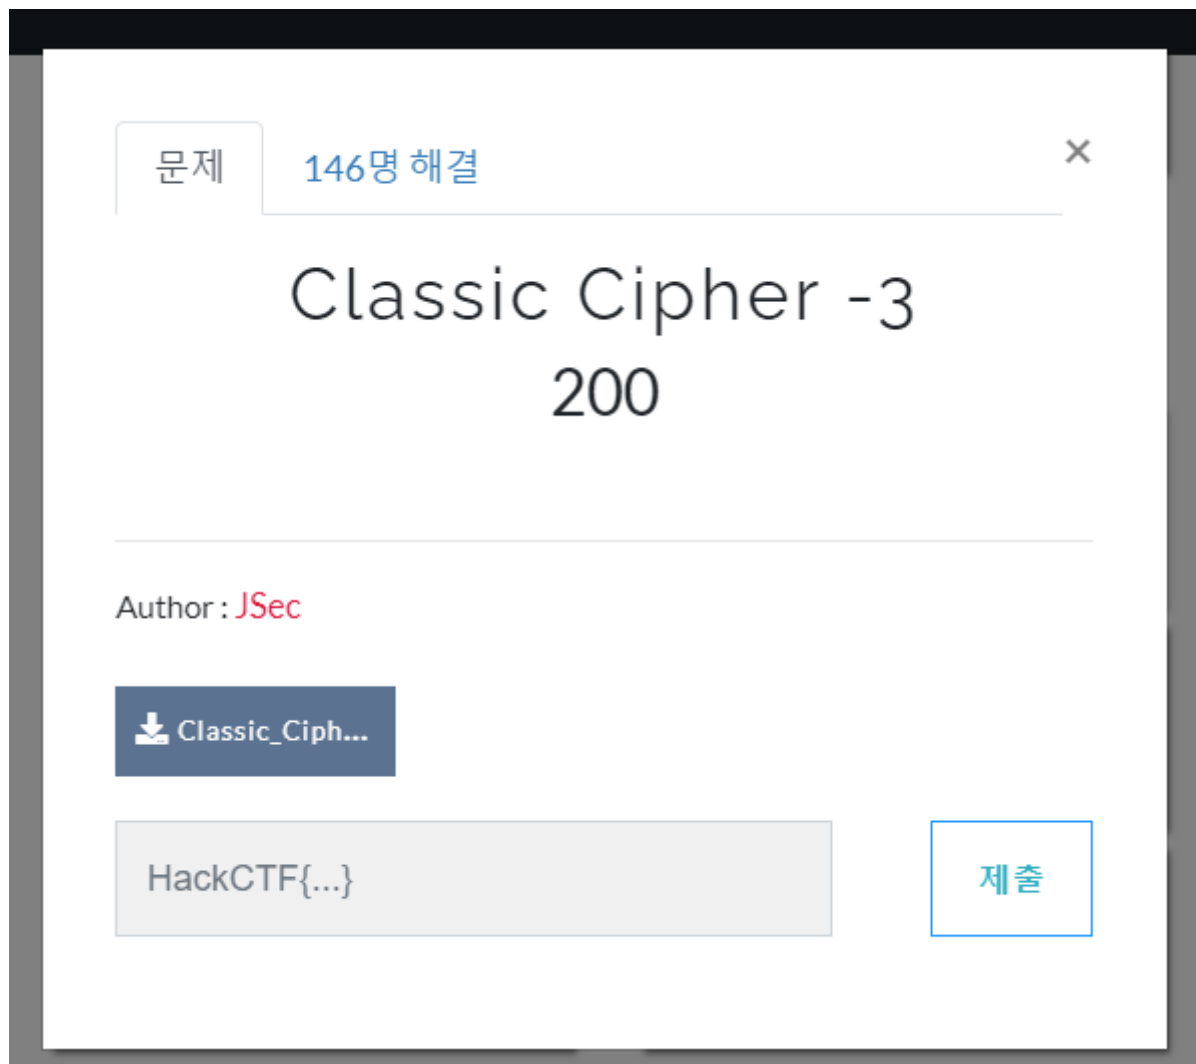 문제
146명 해결
×
Classic Cipher -3
200
Author : JSec
Classic_Ciph...
HackCTF{...}
제출